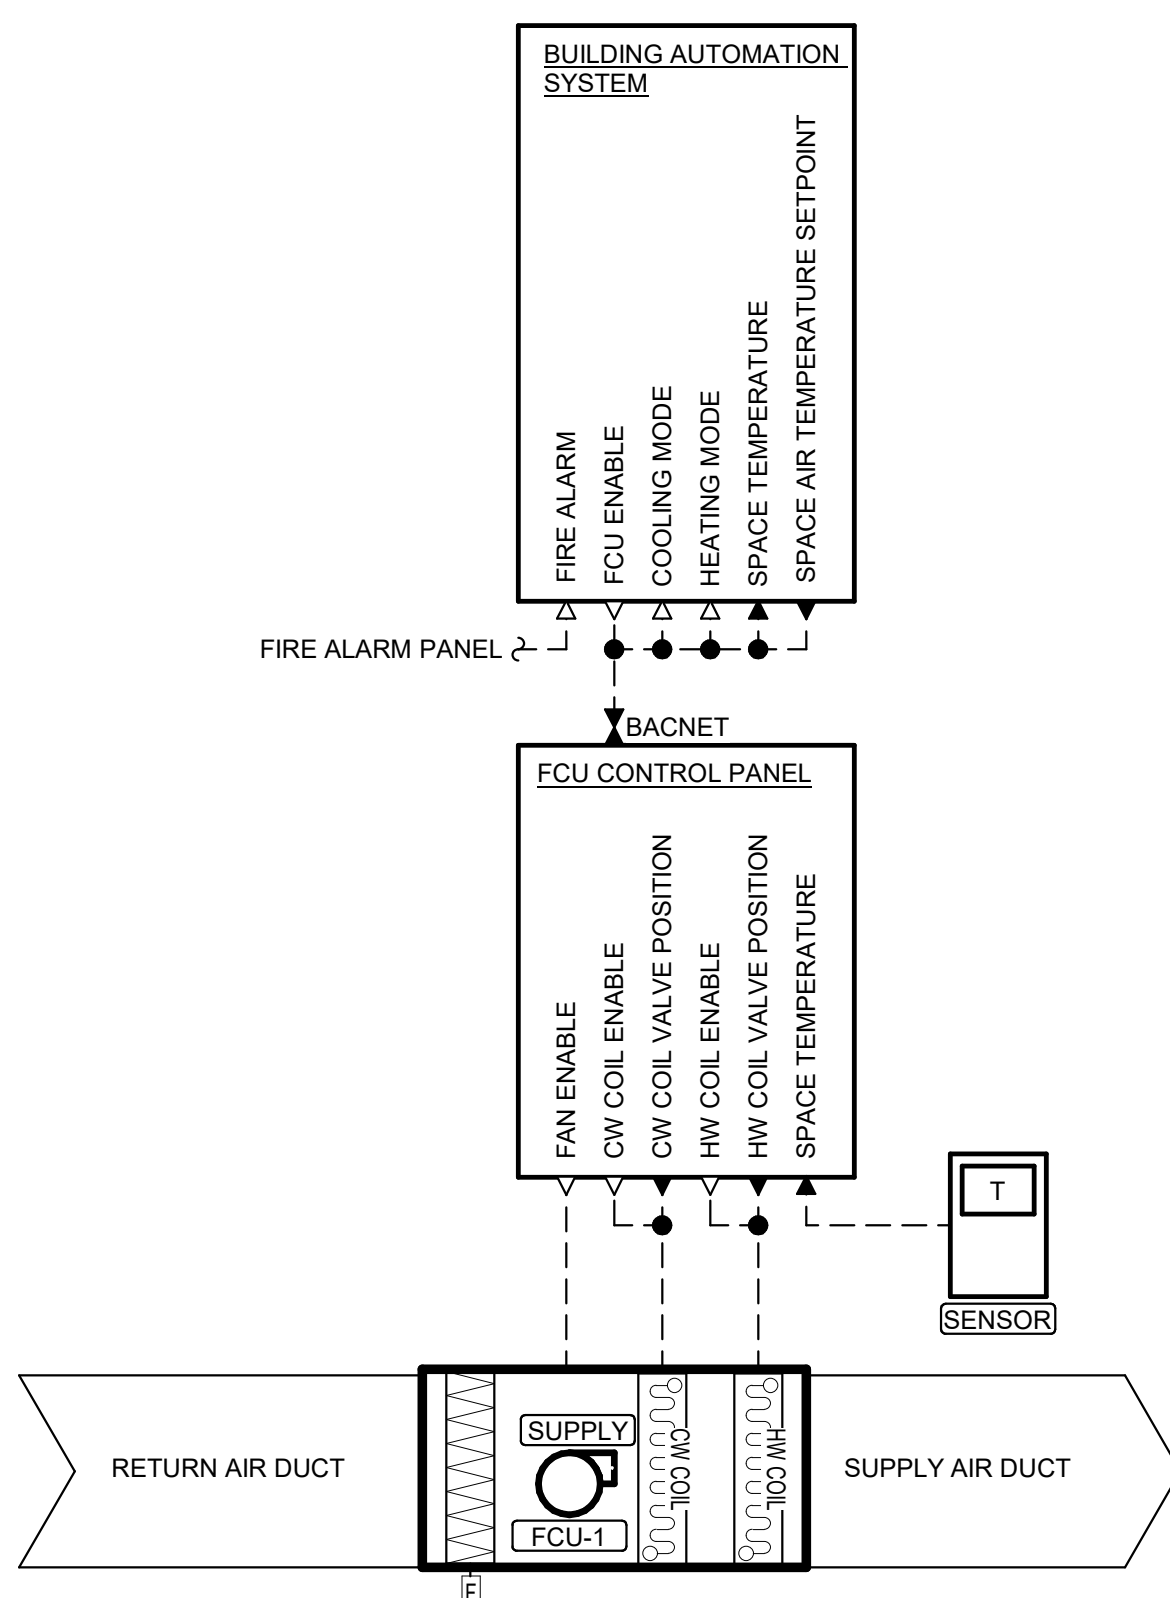 BUILDING AUTOMATION
SYSTEM
FIRE ALARM
FCU ENABLE
COOLING MODE
HEATING MODE
SPACE TEMPERATURE
SPACE AIR TEMPERATURE SETPOINT
FIRE ALARM PANEL
BACNET
FCU CONTROL PANEL
FAN ENABLE
CW COIL ENABLE
CW COIL VALVE POSITION
HW COIL ENABLE
HW COIL VALVE POSITION
SPACE TEMPERATURE
T
SENSOR
RETURN AIR DUCT
SUPPLY
FCU-1
CW COIL
HW COIL
SUPPLY AIR DUCT